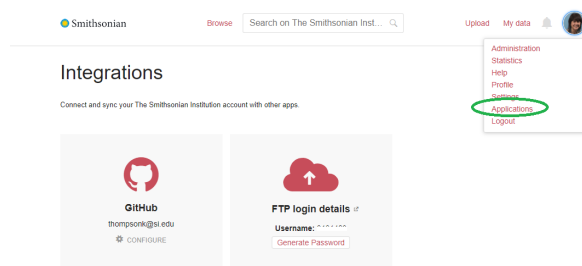 Smithsonian
Browse
Search on The Smithsonian Inst...
Upload
My data
Administration
Statistics
Help
Profile
Settings
Applications
Logout
Integrations
Connect and sync your The Smithsonian Institution account with other apps.
GitHub
thompsonk@si.edu
CONFIGURE
FTP login details
Username:
Generate Password